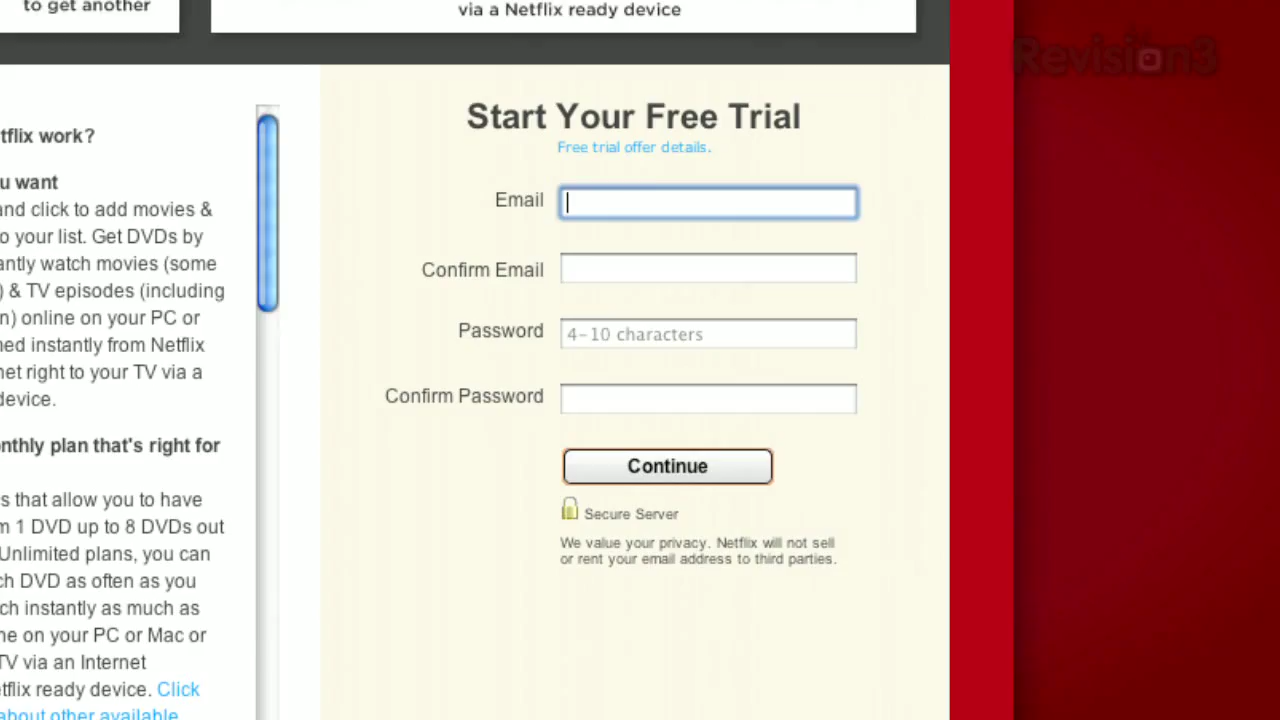 to get another
via a Netflix ready device
Revision3
tflix work?
u want
and click to add movies &
o your list. Get DVDs by
antly watch movies (some
) & TV episodes (including
n) online on your PC or
ned instantly from Netflix
net right to your TV via a
device.
onthly plan that's right for
s that allow you to have
m 1 DVD up to 8 DVDs out
Unlimited plans, you can
ch DVD as often as you
ch instantly as much as
ne on your PC or Mac or
TV via an Internet
etflix ready device. Click
about other available
Start Your Free Trial
Free trial offer details.
Email
Confirm Email
Password
4-10 characters
Confirm Password
Continue
Secure Server
We value your privacy. Netflix will not sell
or rent your email address to third parties.